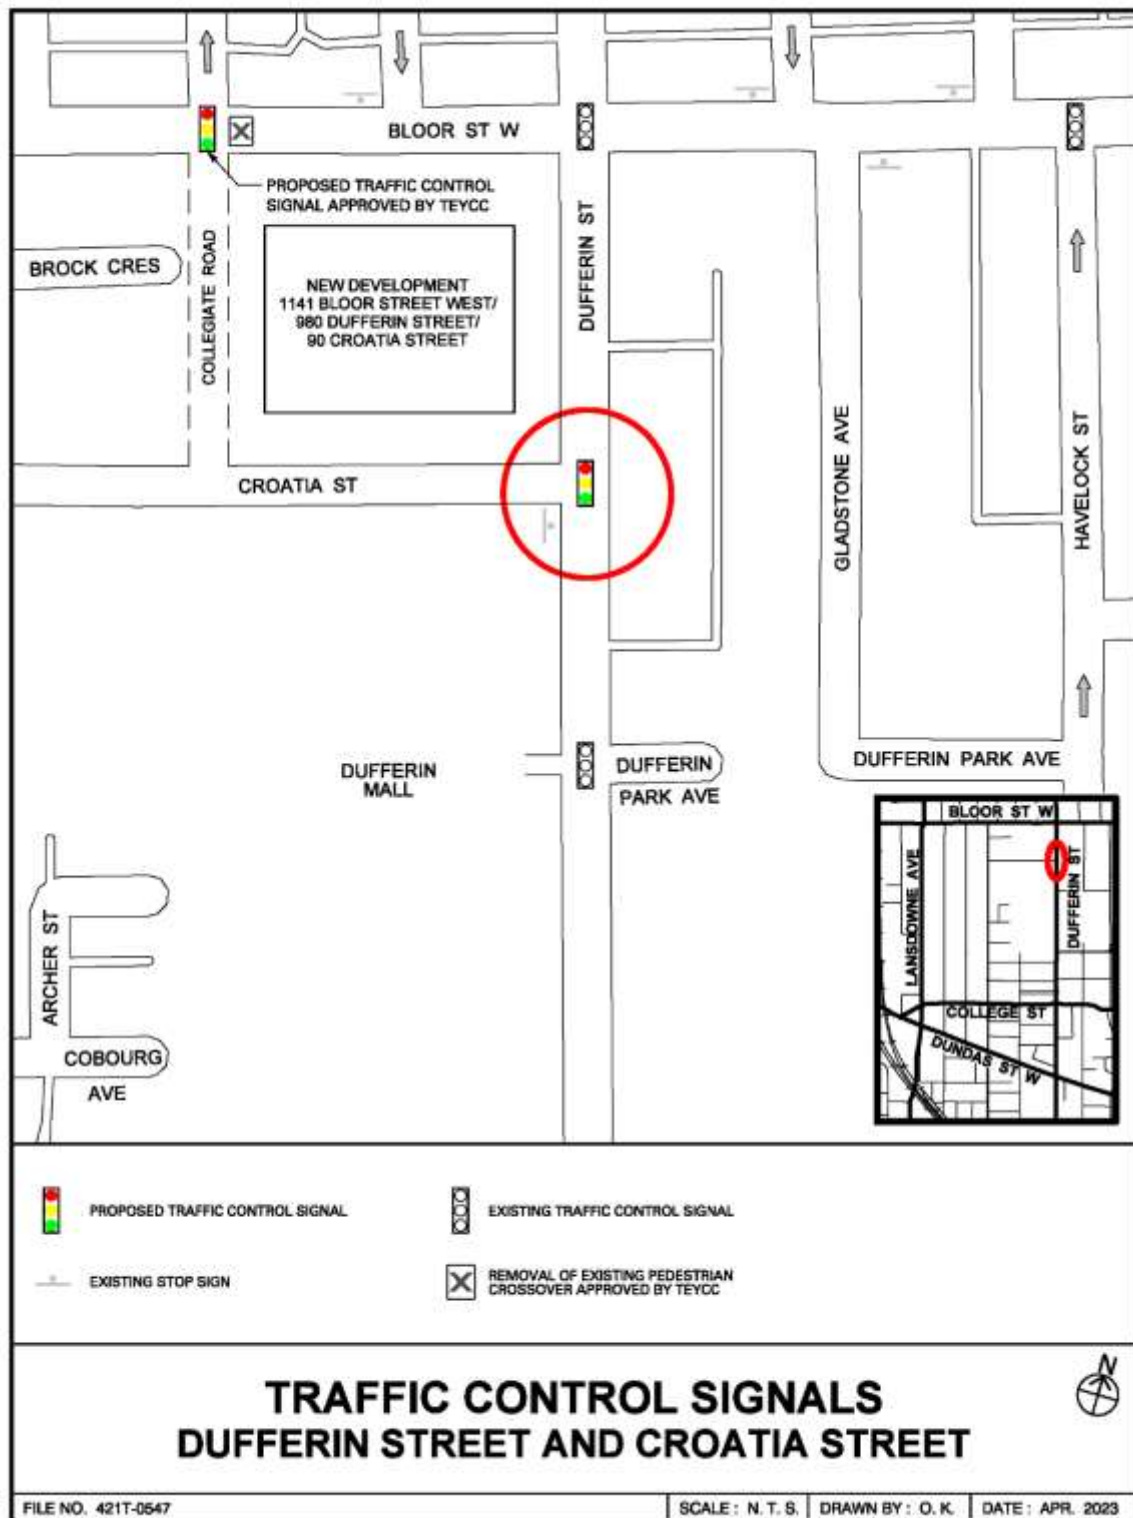 BLOOR ST W
PROPOSED TRAFFIC CONTROL
SIGNAL APPROVED BY TEYCC
BROCK CRES
COLLEGIATE ROAD
NEW DEVELOPMENT
1141 BLOOR STREET WEST/
980 DUFFERIN STREET/
90 CROATIA STREET
DUFFERIN ST
CROATIA ST
GLADSTONE AVE
HAVELOCK ST
DUFFERIN
MALL
DUFFERIN
PARK AVE
DUFFERIN PARK AVE
ARCHER ST
COBOURG
AVE
BLOOR ST W
LANSDOWNE AVE
DUFFERIN ST
COLLEGE ST
DUNDAS ST W
PROPOSED TRAFFIC CONTROL SIGNAL
EXISTING TRAFFIC CONTROL SIGNAL
EXISTING STOP SIGN
REMOVAL OF EXISTING PEDESTRIAN
CROSSOVER APPROVED BY TEYCC
N
TRAFFIC CONTROL SIGNALS
DUFFERIN STREET AND CROATIA STREET
FILE NO. 421T-0547
SCALE : N. T. S.
DRAWN BY : O. K.
DATE : APR. 2023